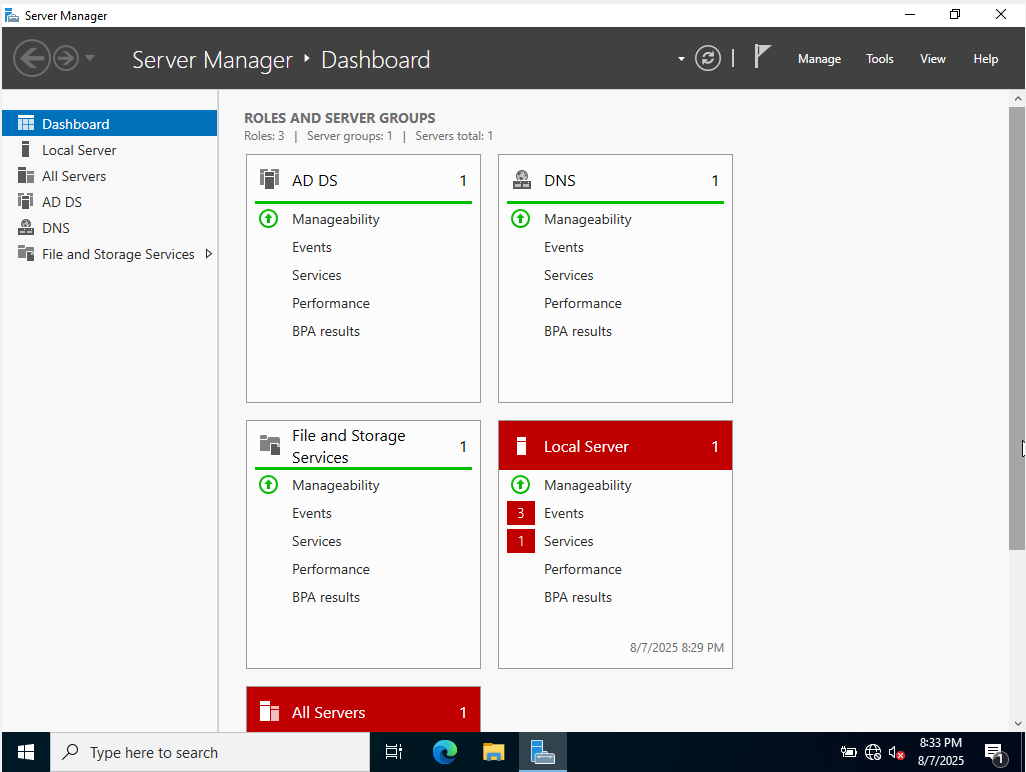 Server Manager
Server Manager ‣ Dashboard
Manage Tools View Help
Dashboard
Local Server
All Servers
AD DS
DNS
File and Storage Services
ROLES AND SERVER GROUPS
Roles: 3 | Server groups: 1 | Servers total: 1
AD DS 1
Manageability
Events
Services
Performance
BPA results
DNS 1
Manageability
Events
Services
Performance
BPA results
File and Storage
Services 1
Manageability
Events
Services
Performance
BPA results
Local Server 1
Manageability
3 Events
1 Services
Performance
BPA results
8/7/2025 8:29 PM
All Servers 1
Type here to search
8:33 PM
8/7/2025
1